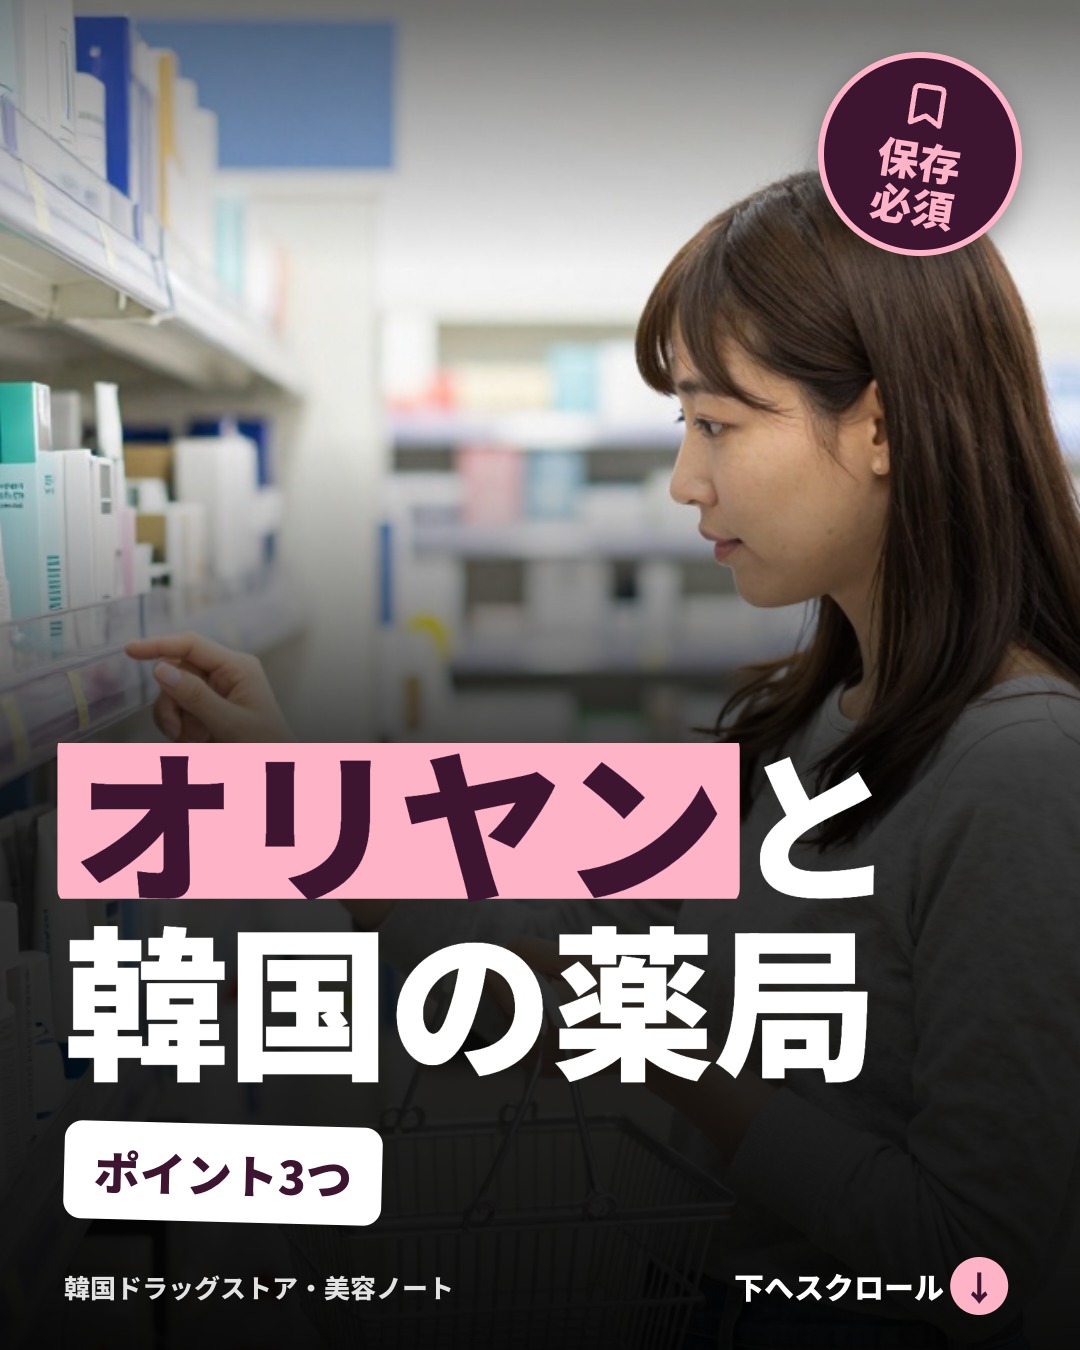 保存
必須
オリヤンと
韓国の薬局
ポイント3つ
韓国ドラッグストア・美容ノート
下へスクロール ↓